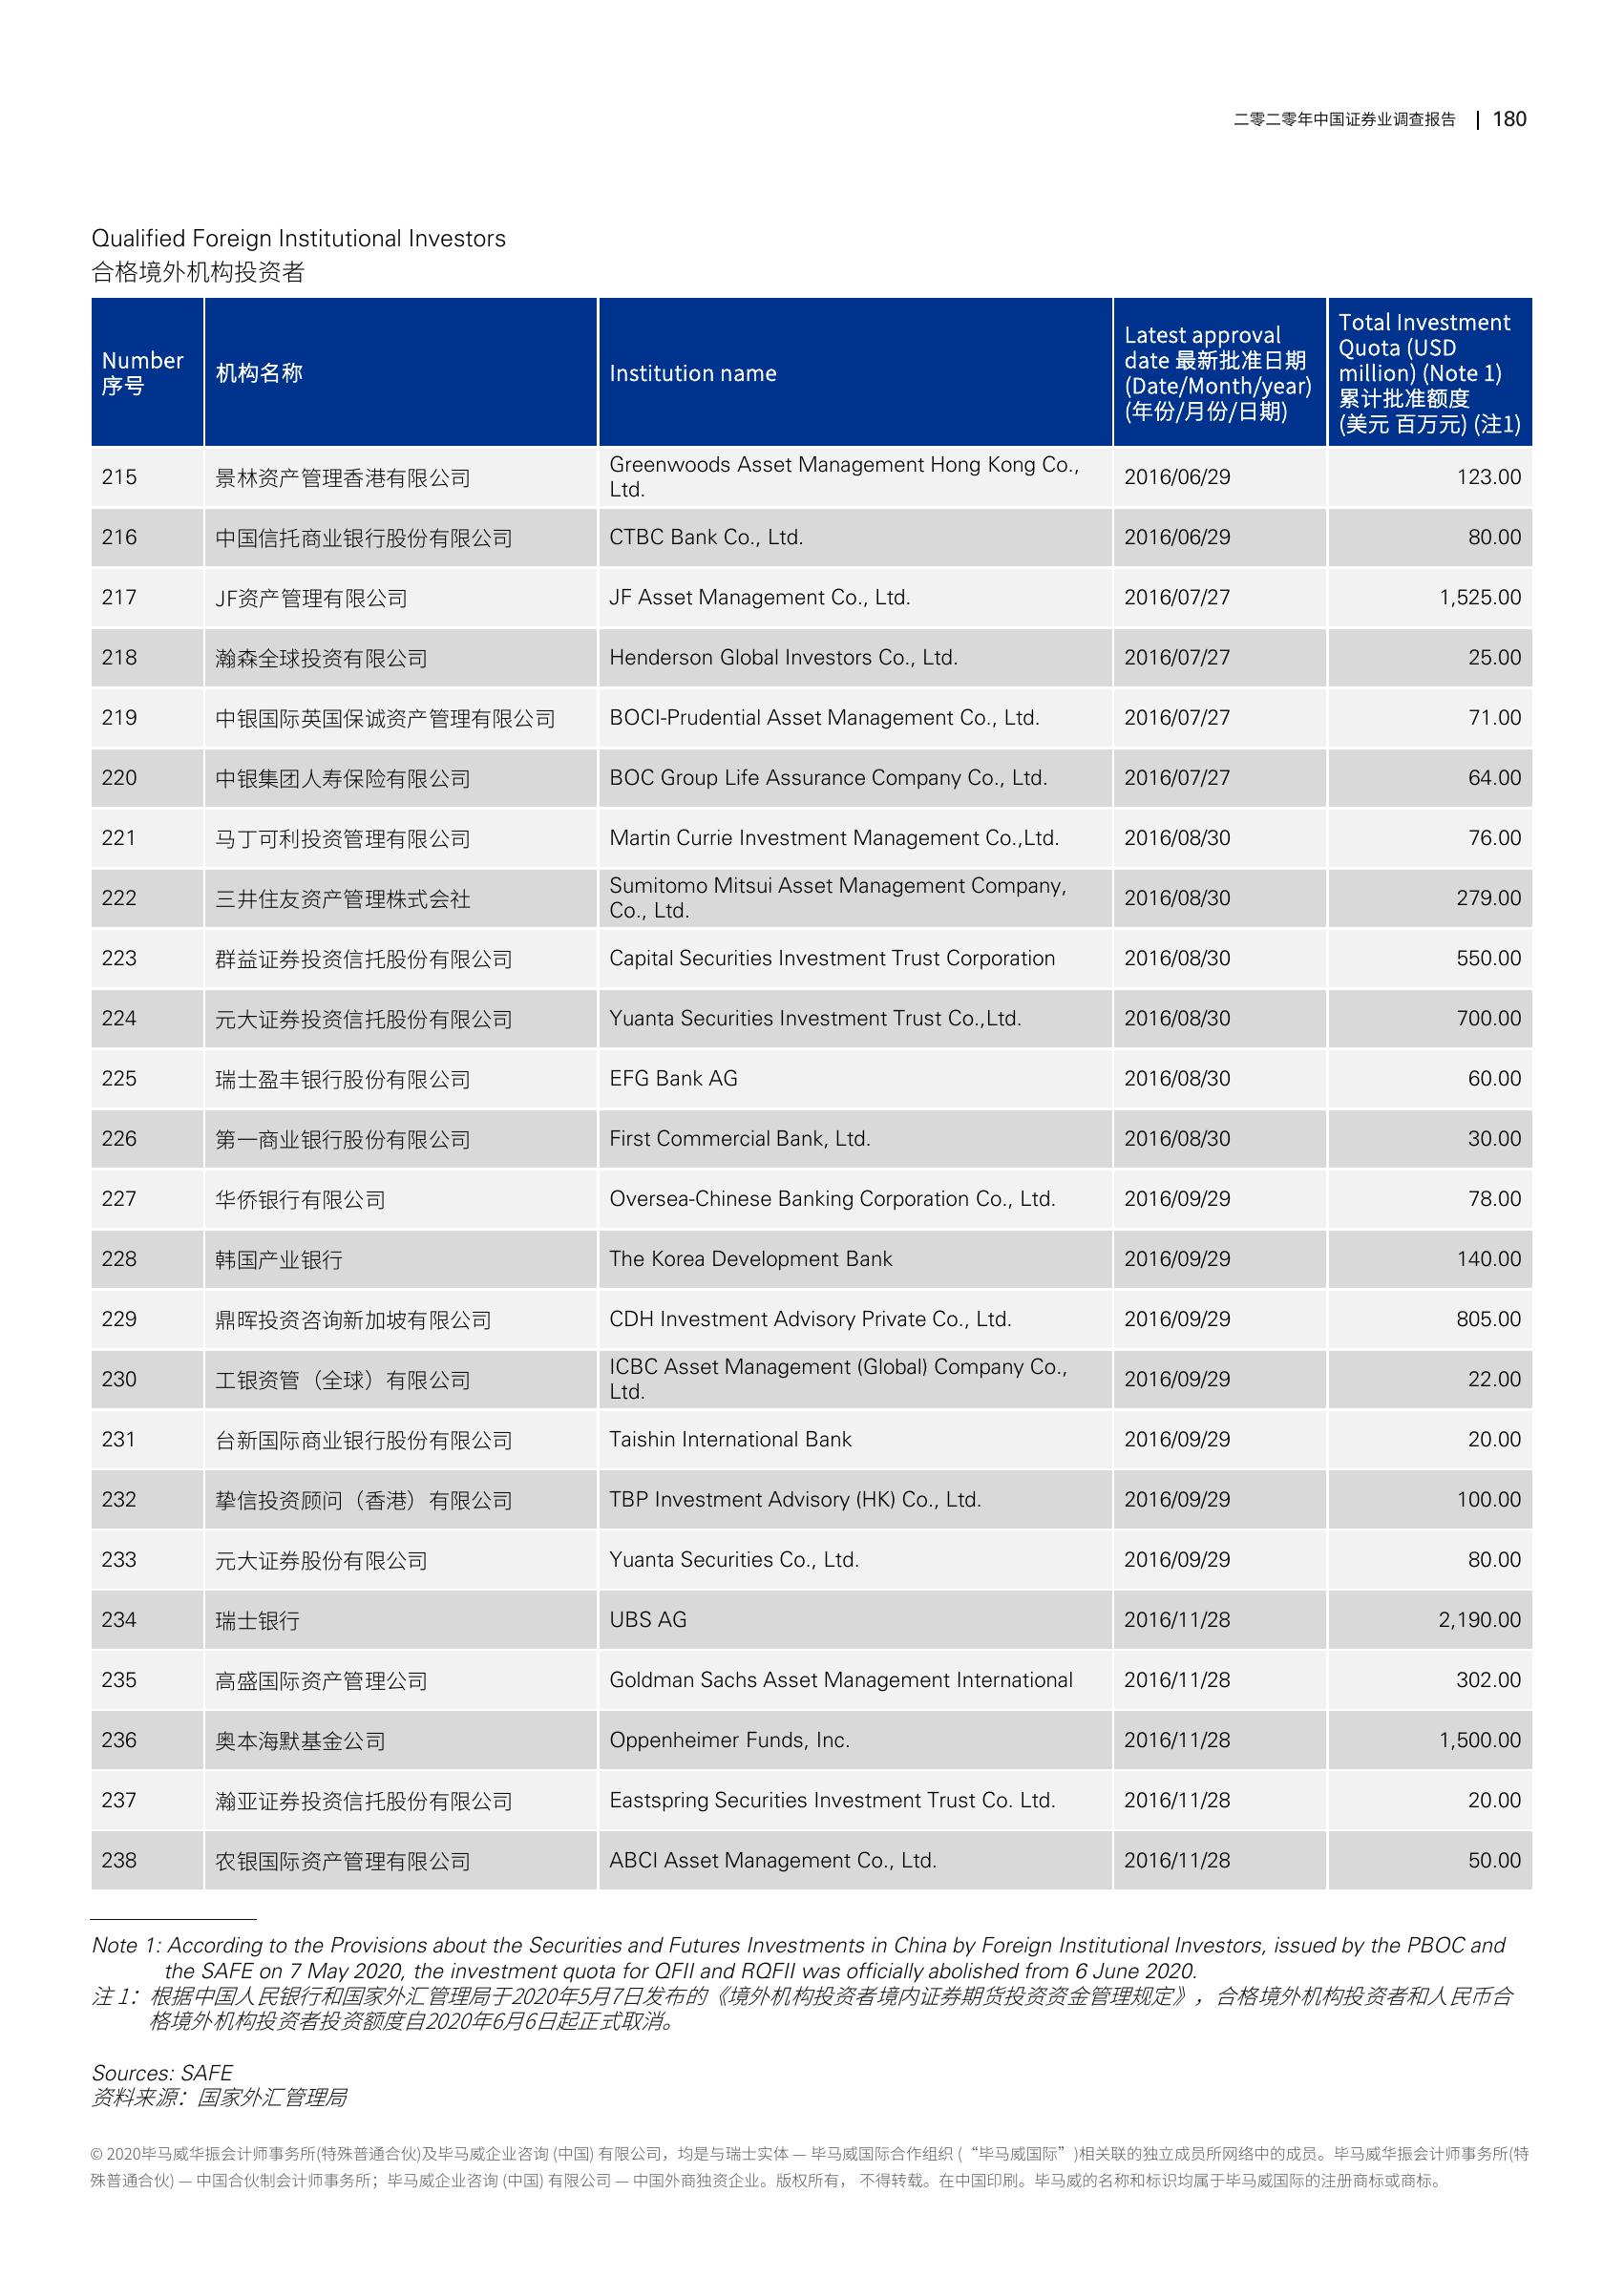 二零二零年中国证券业调查报告 | 180
Qualified Foreign Institutional Investors
合格境外机构投资者
Number
序号
机构名称
Institution name
Latest approval
date 最新批准日期
(Date/Month/year)
(年份/月份/日期)
Total Investment
Quota (USD
million) (Note 1)
累计批准额度
(美元 百万元) (注1)
215 景林资产管理香港有限公司 Greenwoods Asset Management Hong Kong Co.,
Ltd. 2016/06/29 123.00
216 中国信托商业银行股份有限公司 CTBC Bank Co., Ltd. 2016/06/29 80.00
217 JF资产管理有限公司 JF Asset Management Co., Ltd. 2016/07/27 1,525.00
218 瀚森全球投资有限公司 Henderson Global Investors Co., Ltd. 2016/07/27 25.00
219 中银国际英国保诚资产管理有限公司 BOCI-Prudential Asset Management Co., Ltd. 2016/07/27 71.00
220 中银集团人寿保险有限公司 BOC Group Life Assurance Company Co., Ltd. 2016/07/27 64.00
221 马丁可利投资管理有限公司 Martin Currie Investment Management Co.,Ltd. 2016/08/30 76.00
222 三井住友资产管理株式会社 Sumitomo Mitsui Asset Management Company,
Co., Ltd. 2016/08/30 279.00
223 群益证券投资信托股份有限公司 Capital Securities Investment Trust Corporation 2016/08/30 550.00
224 元大证券投资信托股份有限公司 Yuanta Securities Investment Trust Co.,Ltd. 2016/08/30 700.00
225 瑞士盈丰银行股份有限公司 EFG Bank AG 2016/08/30 60.00
226 第一商业银行股份有限公司 First Commercial Bank, Ltd. 2016/08/30 30.00
227 华侨银行有限公司 Oversea-Chinese Banking Corporation Co., Ltd. 2016/09/29 78.00
228 韩国产业银行 The Korea Development Bank 2016/09/29 140.00
229 鼎晖投资咨询新加坡有限公司 CDH Investment Advisory Private Co., Ltd. 2016/09/29 805.00
230 工银资管（全球）有限公司 ICBC Asset Management (Global) Company Co.,
Ltd. 2016/09/29 22.00
231 台新国际商业银行股份有限公司 Taishin International Bank 2016/09/29 20.00
232 挚信投资顾问（香港）有限公司 TBP Investment Advisory (HK) Co., Ltd. 2016/09/29 100.00
233 元大证券股份有限公司 Yuanta Securities Co., Ltd. 2016/09/29 80.00
234 瑞士银行 UBS AG 2016/11/28 2,190.00
235 高盛国际资产管理公司 Goldman Sachs Asset Management International 2016/11/28 302.00
236 奥本海默基金公司 Oppenheimer Funds, Inc. 2016/11/28 1,500.00
237 瀚亚证券投资信托股份有限公司 Eastspring Securities Investment Trust Co. Ltd. 2016/11/28 20.00
238 农银国际资产管理有限公司 ABCI Asset Management Co., Ltd. 2016/11/28 50.00
Note 1: According to the Provisions about the Securities and Futures Investments in China by Foreign Institutional Investors, issued by the PBOC and
the SAFE on 7 May 2020, the investment quota for QFII and RQFII was officially abolished from 6 June 2020.
注 1：根据中国人民银行和国家外汇管理局于2020年5月7日发布的《境外机构投资者境内证券期货投资资金管理规定》，合格境外机构投资者和人民币合
格境外机构投资者投资额度自2020年6月6日起正式取消。
Sources: SAFE
资料来源：国家外汇管理局
© 2020毕马威华振会计师事务所(特殊普通合伙)及毕马威企业咨询 (中国) 有限公司，均是与瑞士实体 — 毕马威国际合作组织 (“毕马威国际”)相关联的独立成员所网络中的成员。毕马威华振会计师事务所(特
殊普通合伙) — 中国合伙制会计师事务所；毕马威企业咨询 (中国) 有限公司 — 中国外商独资企业。版权所有， 不得转载。在中国印刷。毕马威的名称和标识均属于毕马威国际的注册商标或商标。